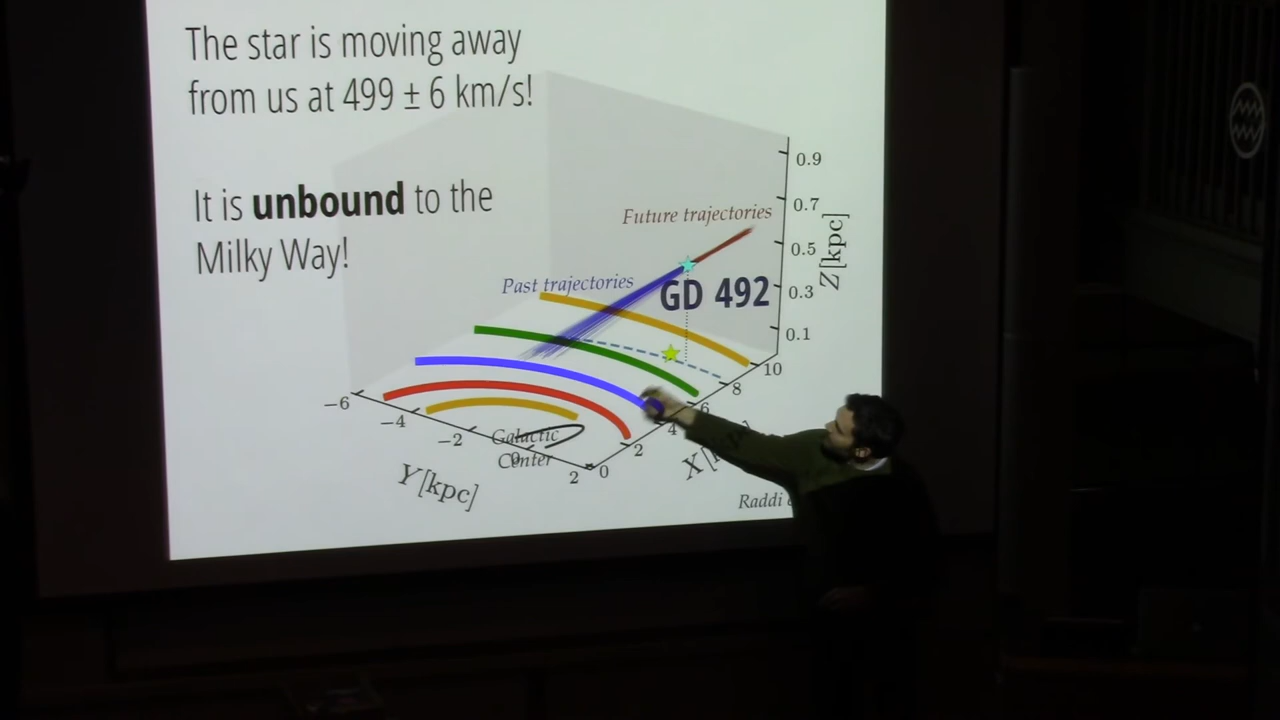 The star is moving away
from us at 499 ± 6 km/s!
It is unbound to the
Milky Way!
Future trajectories
Past trajectories
GD 492
0.9
0.7
0.5
0.3
0.1
Z[kpc]
10
8
6
4
2
0
X[
−6
−4
−2
0
2
Y[kpc]
Galactic
Center
Raddi